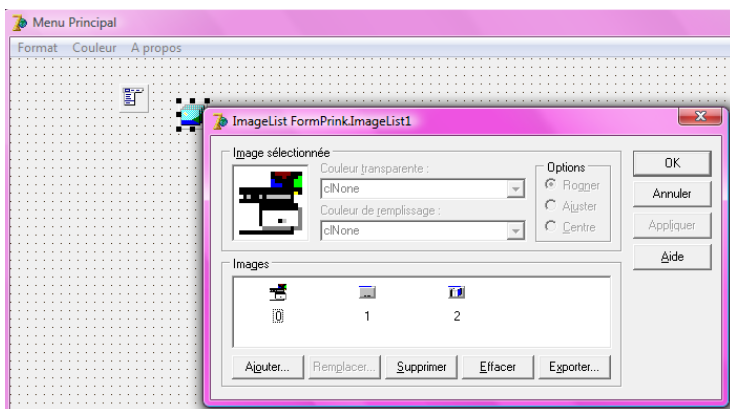 Menu Principal
Format Couleur A propos
ImageList FormPrink.ImageList1
Image sélectionnée
Couleur transparente :
clNone
Couleur de remplissage :
clNone
Options
Rogner
Ajuster
Centre
OK
Annuler
Appliquer
Aide
Images
0 1 2
Ajouter... Remplacer... Supprimer Effacer Exporter...